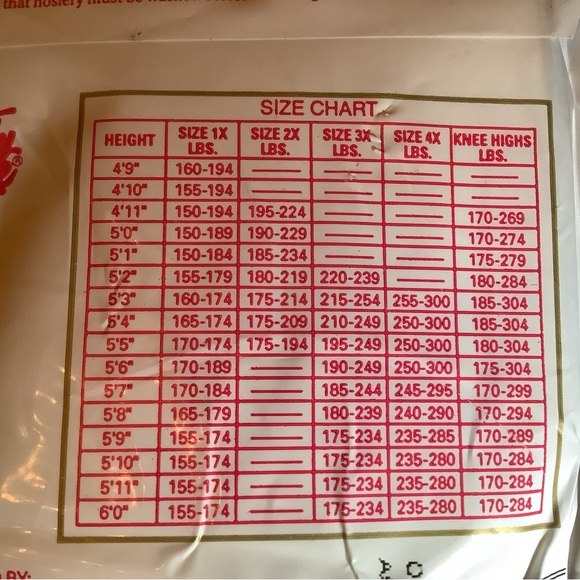 that hosiery must be
SIZE CHART
HEIGHT SIZE 1X LBS. SIZE 2X LBS. SIZE 3X LBS. SIZE 4X LBS. KNEE HIGHS LBS.
4'9" 160-194 — — — —
4'10" 155-194 — — — —
4'11" 150-194 195-224 — — 170-269
5'0" 150-189 190-229 — — 170-274
5'1" 150-184 185-234 — — 175-279
5'2" 155-179 180-219 220-239 — 180-284
5'3" 160-174 175-214 215-254 255-300 185-304
5'4" 165-174 175-209 210-249 250-300 185-304
5'5" 170-174 175-194 195-249 250-300 180-304
5'6" 170-189 — 190-249 250-300 175-304
5'7" 170-184 — 185-244 245-295 170-299
5'8" 165-179 — 180-239 240-290 170-294
5'9" 155-174 — 175-234 235-285 170-289
5'10" 155-174 — 175-234 235-280 170-284
5'11" 155-174 — 175-234 235-280 170-284
6'0" 155-174 — 175-234 235-280 170-284
BY: